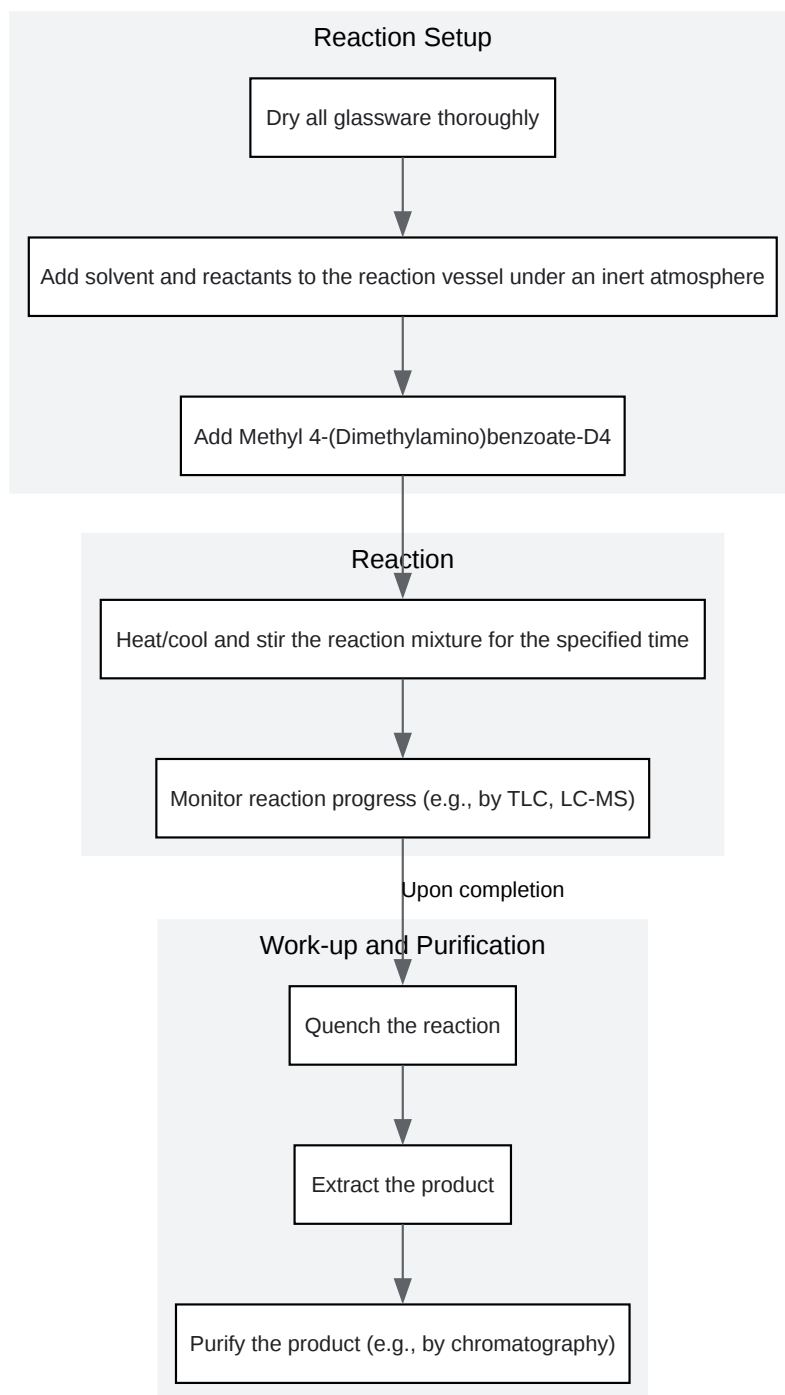 Reaction Setup
Dry all glassware thoroughly
Add solvent and reactants to the reaction vessel under an inert atmosphere
Add Methyl 4-(Dimethylamino)benzoate-D4
Reaction
Heat/cool and stir the reaction mixture for the specified time
Monitor reaction progress (e.g., by TLC, LC-MS)
Upon completion
Work-up and Purification
Quench the reaction
Extract the product
Purify the product (e.g., by chromatography)